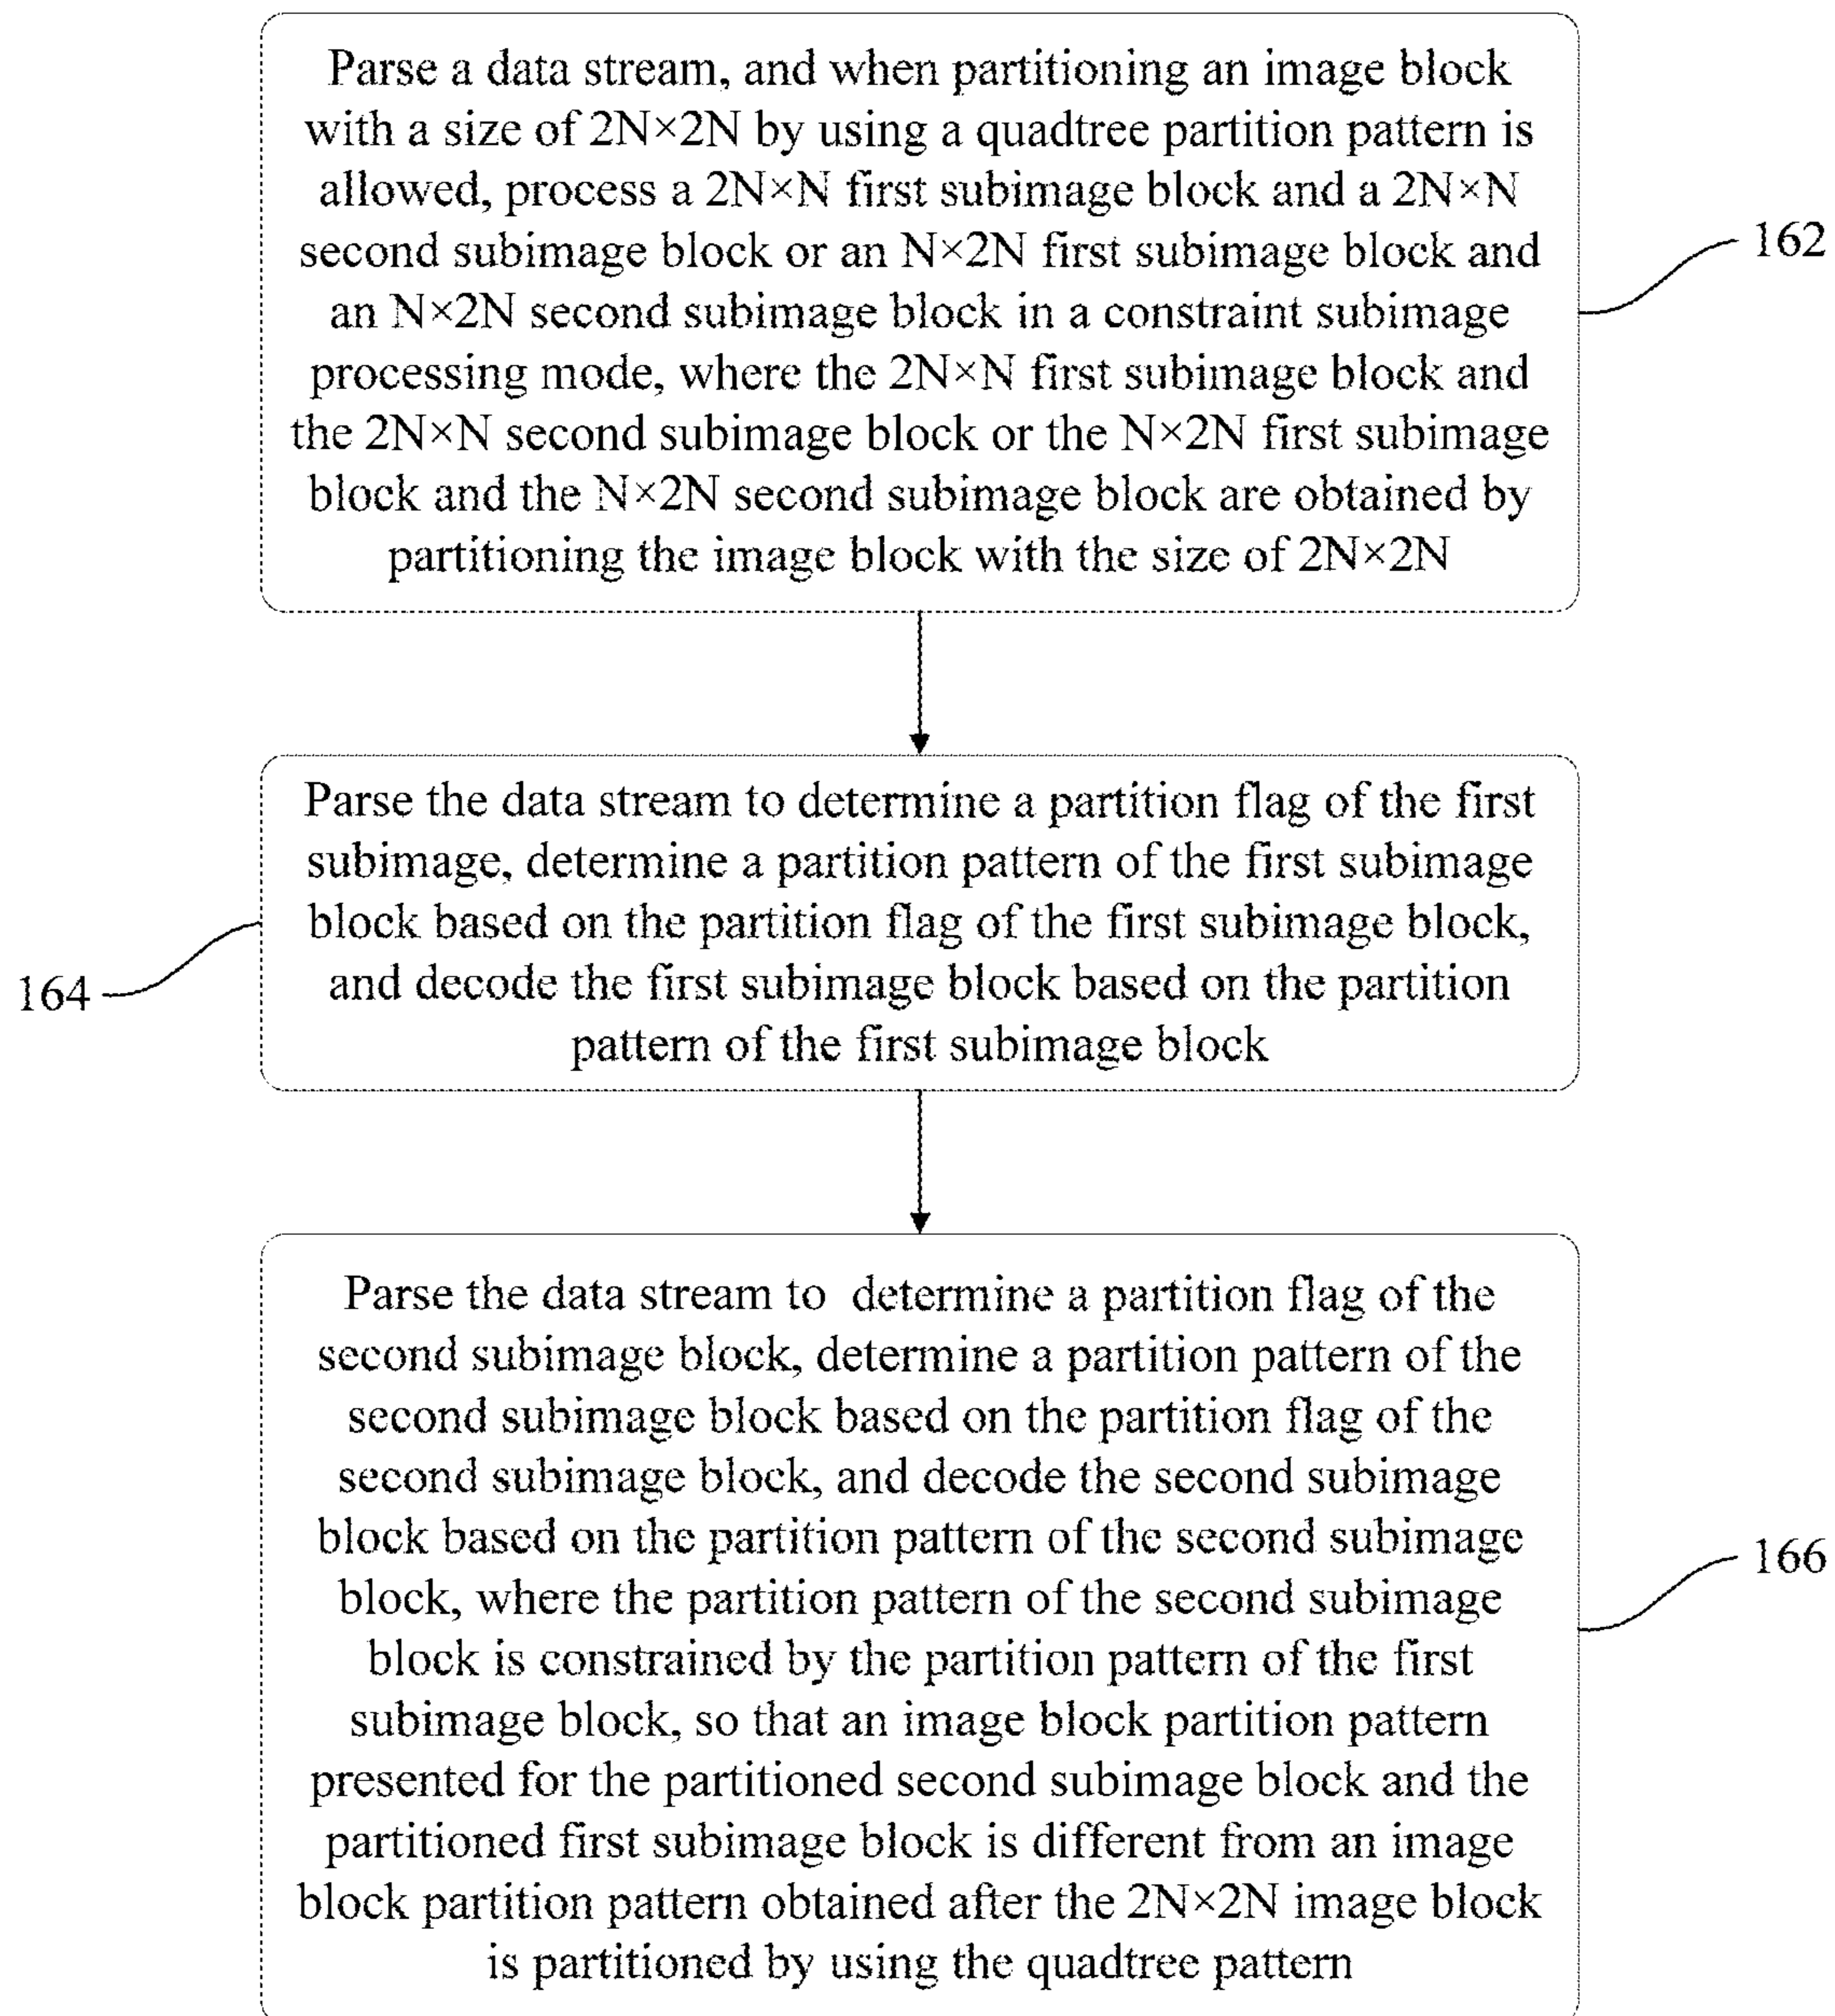 Parse a data stream, and when partitioning an image block
with a size of 2N×2N by using a quadtree partition pattern is
allowed, process a 2N×N first subimage block and a 2N×N
second subimage block or an N×2N first subimage block and
an N×2N second subimage block in a constraint subimage
processing mode, where the 2N×N first subimage block and
the 2N×N second subimage block or the N×2N first subimage
block and the N×2N second subimage block are obtained by
partitioning the image block with the size of 2N×2N
162
Parse the data stream to determine a partition flag of the first
subimage, determine a partition pattern of the first subimage
block based on the partition flag of the first subimage block,
and decode the first subimage block based on the partition
pattern of the first subimage block
164
Parse the data stream to determine a partition flag of the
second subimage block, determine a partition pattern of the
second subimage block based on the partition flag of the
second subimage block, and decode the second subimage
block based on the partition pattern of the second subimage
block, where the partition pattern of the second subimage
block is constrained by the partition pattern of the first
subimage block, so that an image block partition pattern
presented for the partitioned second subimage block and the
partitioned first subimage block is different from an image
block partition pattern obtained after the 2N×2N image block
is partitioned by using the quadtree pattern
166